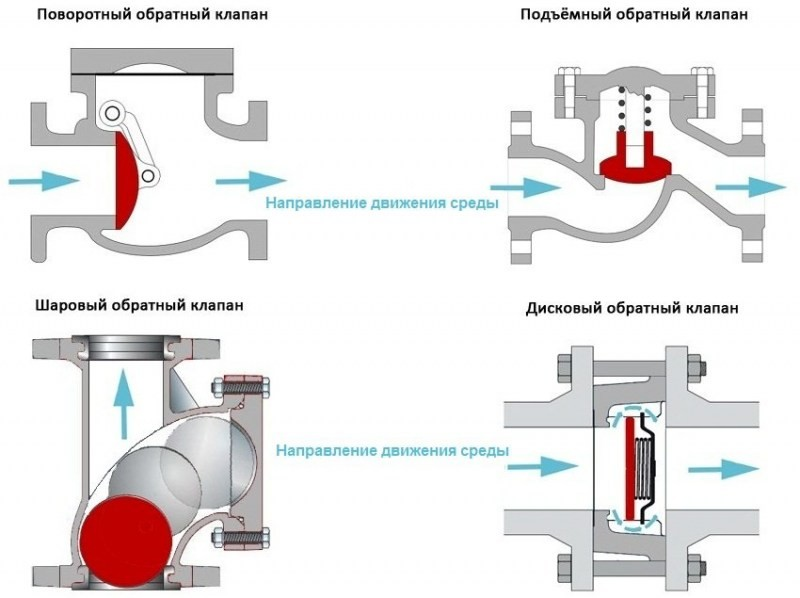 Поворотный обратный клапан
Подъёмный обратный клапан
Направление движения среды
Шаровый обратный клапан
Дисковый обратный клапан
Направление движения среды